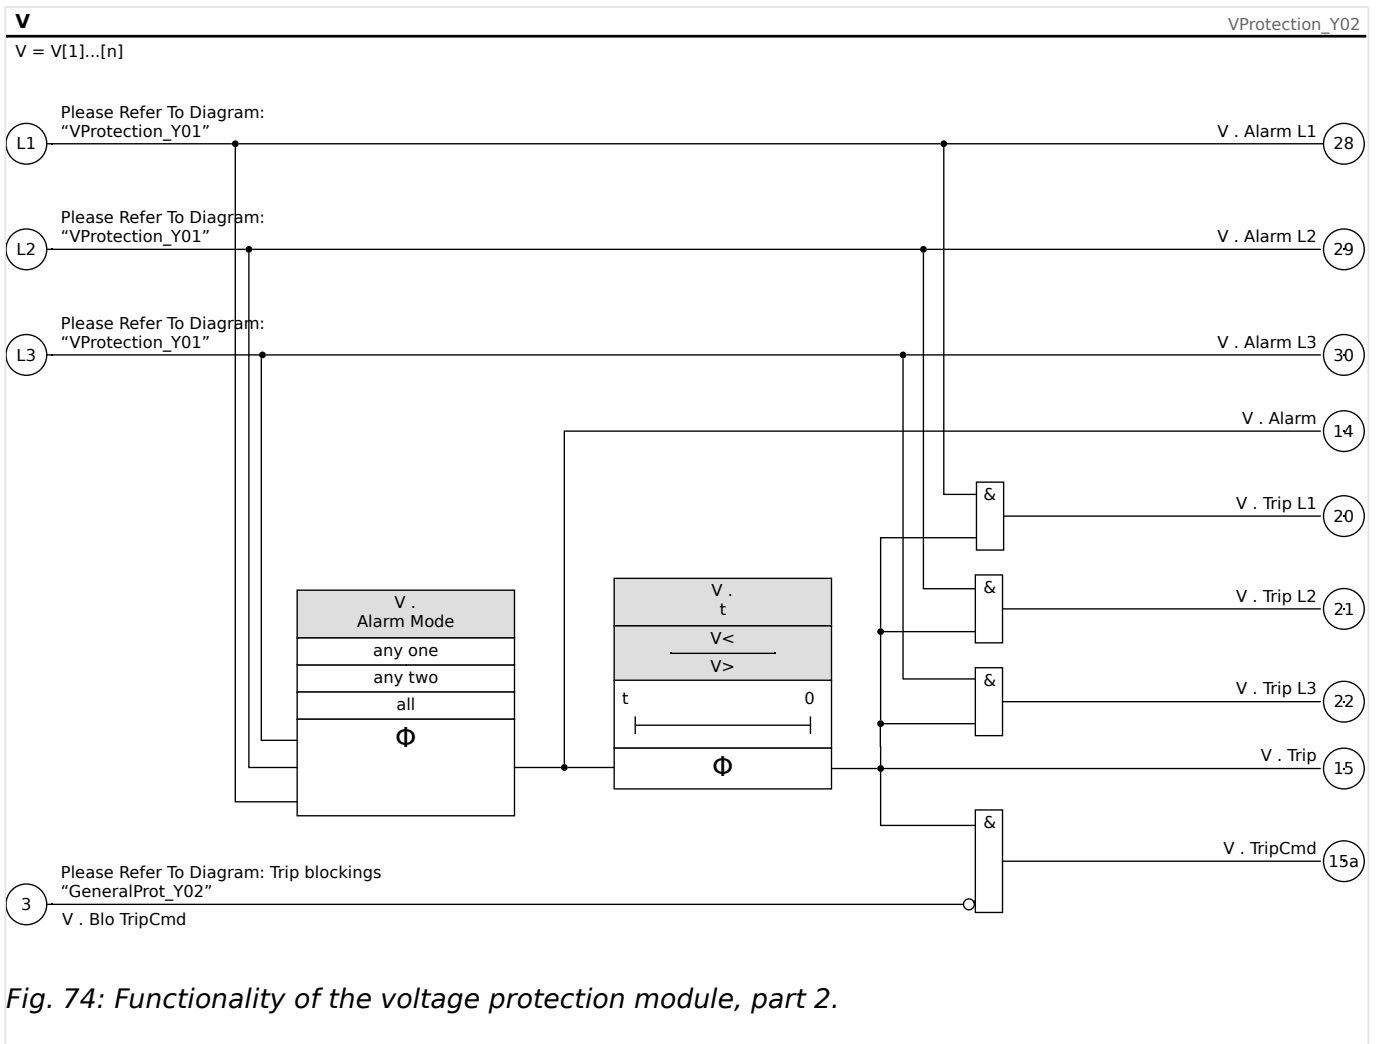 V
VProtection_Y02
V = V[1]...[n]
Please Refer To Diagram:
“VProtection_Y01”
L1
V . Alarm L1
28
Please Refer To Diagram:
“VProtection_Y01”
L2
V . Alarm L2
29
Please Refer To Diagram:
“VProtection_Y01”
L3
V . Alarm L3
30
V . Alarm
14
&
V . Trip L1
20
V .
Alarm Mode
any one
any two
all
Φ
V .
t
V<
V>
t 0
Φ
&
V . Trip L2
21
&
V . Trip L3
22
V . Trip
15
&
V . TripCmd
15a
Please Refer To Diagram: Trip blockings
“GeneralProt_Y02”
3
V . Blo TripCmd
Fig. 74: Functionality of the voltage protection module, part 2.